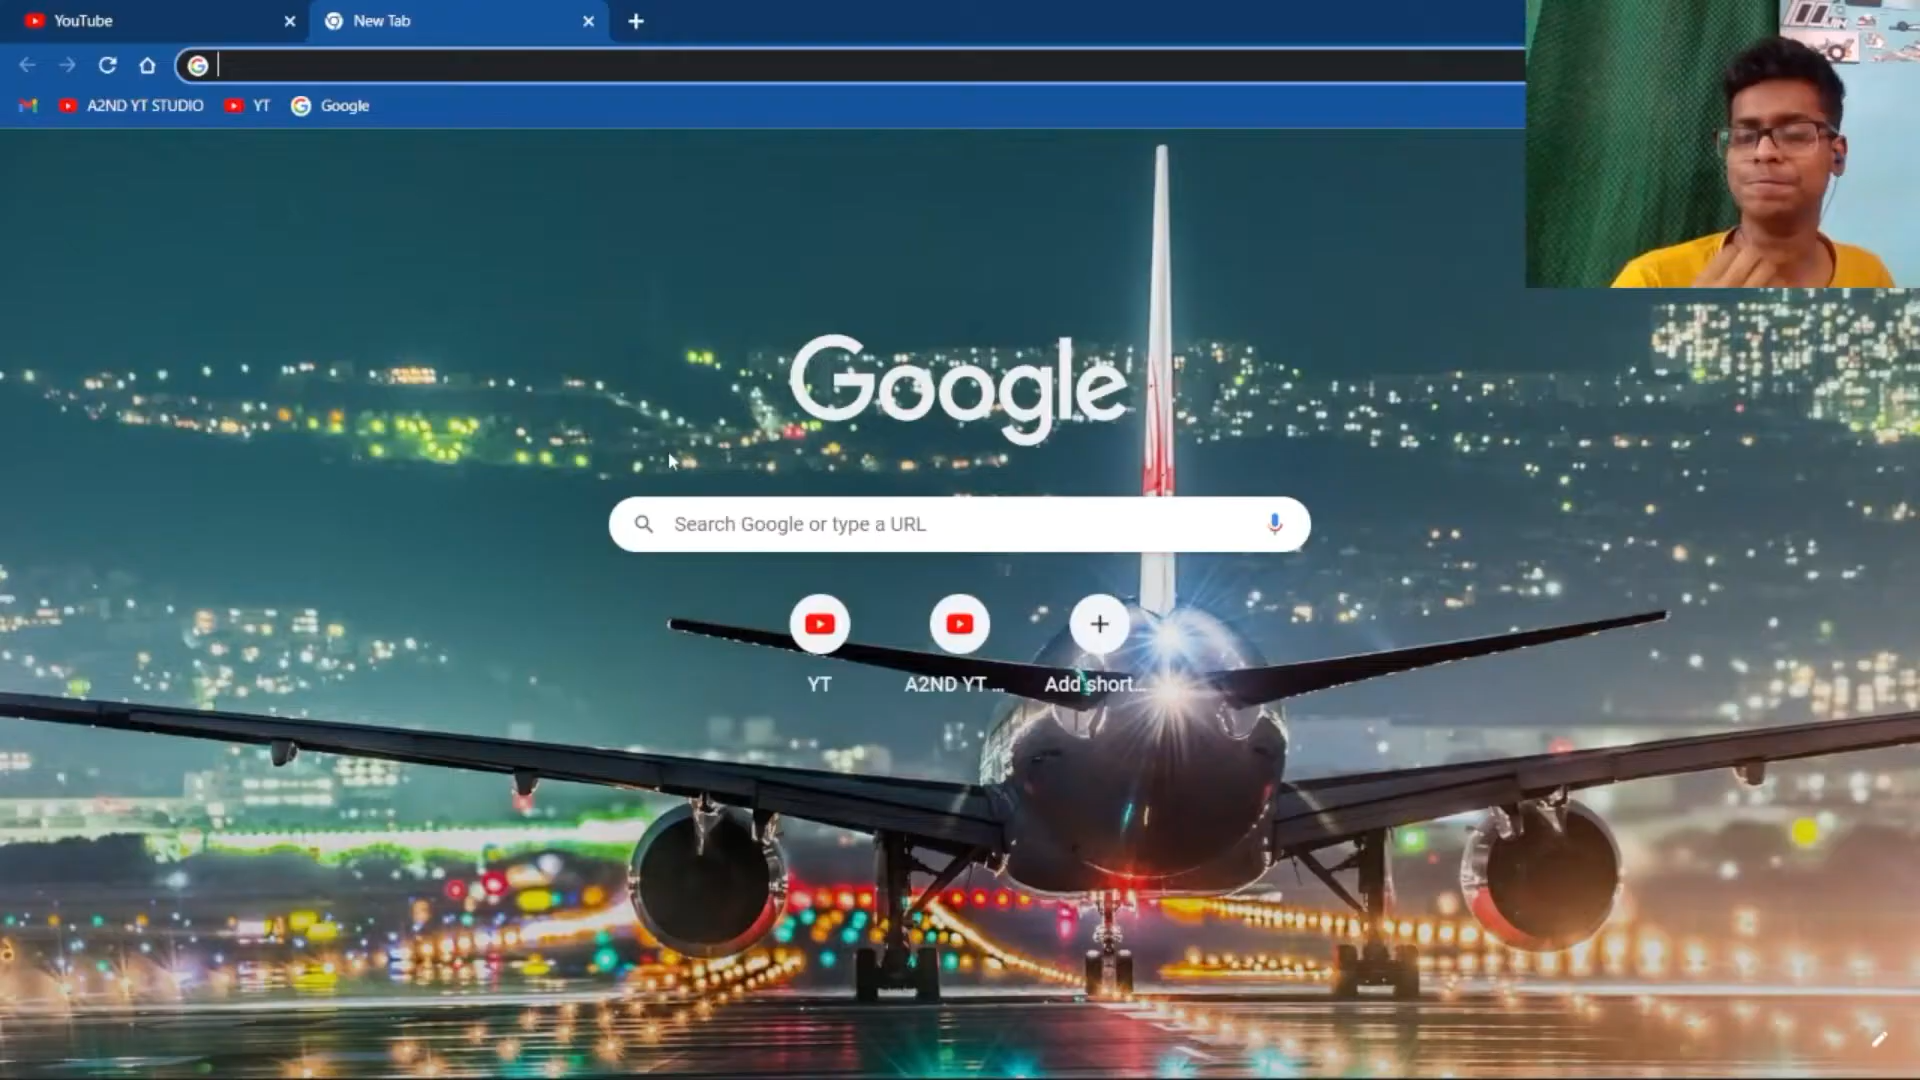 YouTube
New Tab
A2ND YT STUDIO
YT
Google
Google
Search Google or type a URL
YT
A2ND YT ...
Add short...